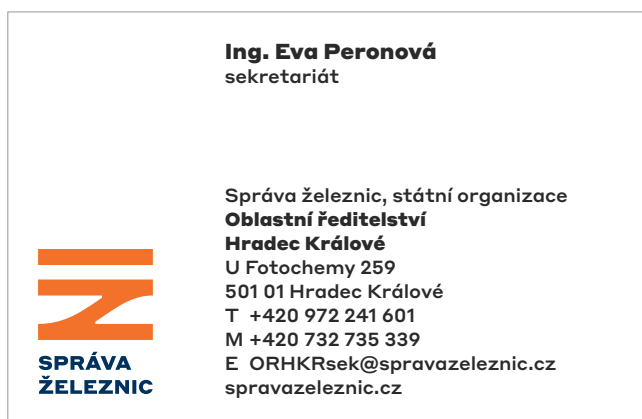 Ing. Eva Peronová
sekretariát
Správa železnic, státní organizace
Oblastní ředitelství
Hradec Králové
U Fotochemy 259
501 01 Hradec Králové
T +420 972 241 601
M +420 732 735 339
E ORHKRsek@spravazeleznic.cz
spravazeleznic.cz
SPRÁVA
ŽELEZNIC